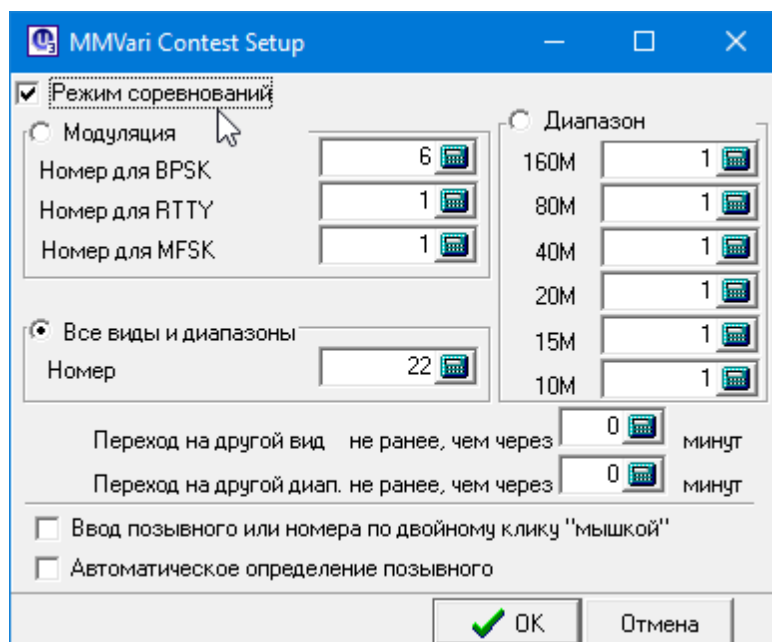 MMVari Contest Setup
Режим соревнований
Модуляция
Номер для BPSK 6
Номер для RTTY 1
Номер для MFSK 1
Диапазон
160M 1
80M 1
40M 1
20M 1
15M 1
10M 1
Все виды и диапазоны
Номер 22
Переход на другой вид не ранее, чем через 0 минут
Переход на другой диап. не ранее, чем через 0 минут
Ввод позывного или номера по двойному клику "мышкой"
Автоматическое определение позывного
OK Отмена